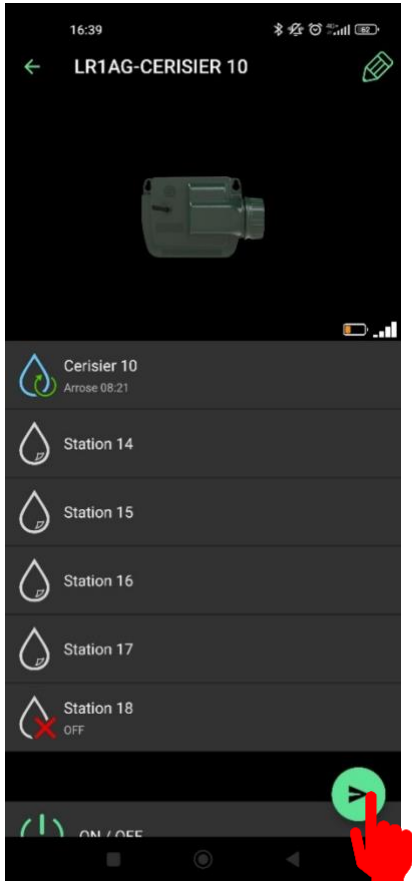 16:39
62
LR1AG-CERISIER 10
Cerisier 10
Arrose 08:21
Station 14
Station 15
Station 16
Station 17
Station 18
OFF
ON / OFF